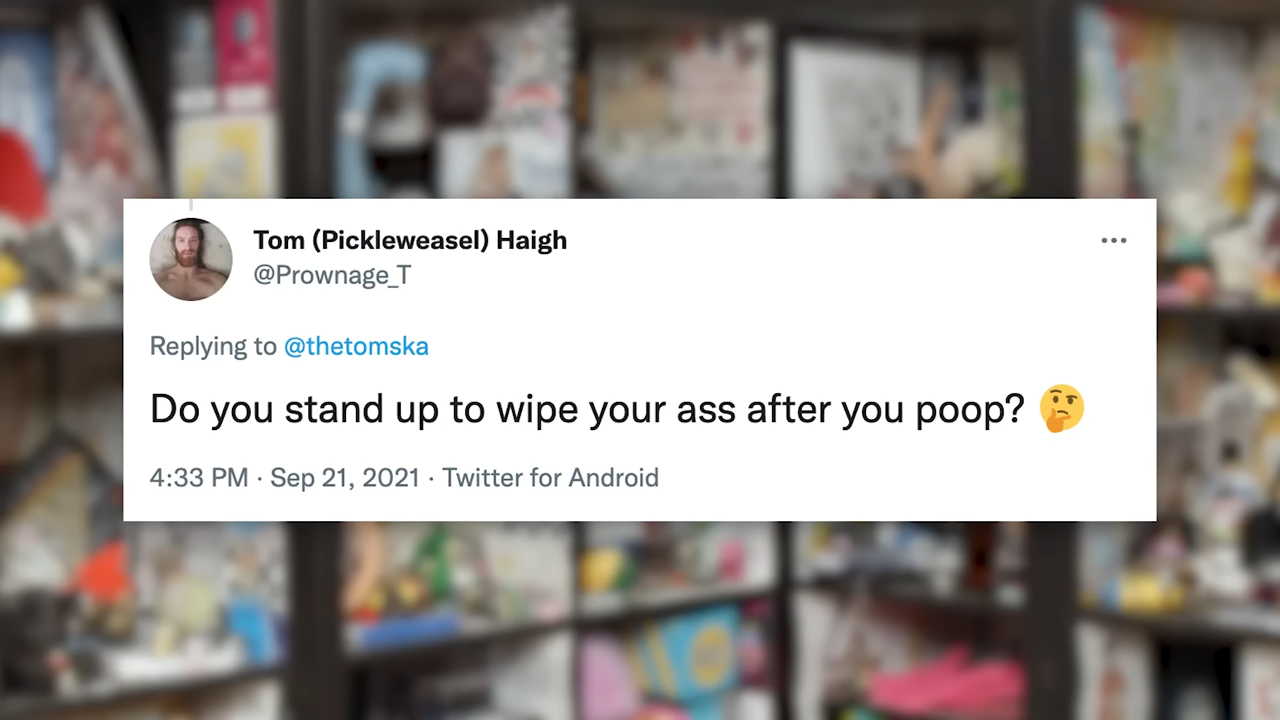 Tom (Pickleweasel) Haigh
@Prownage_T
Replying to @thetomska
Do you stand up to wipe your ass after you poop? 🤔
4:33 PM · Sep 21, 2021 · Twitter for Android